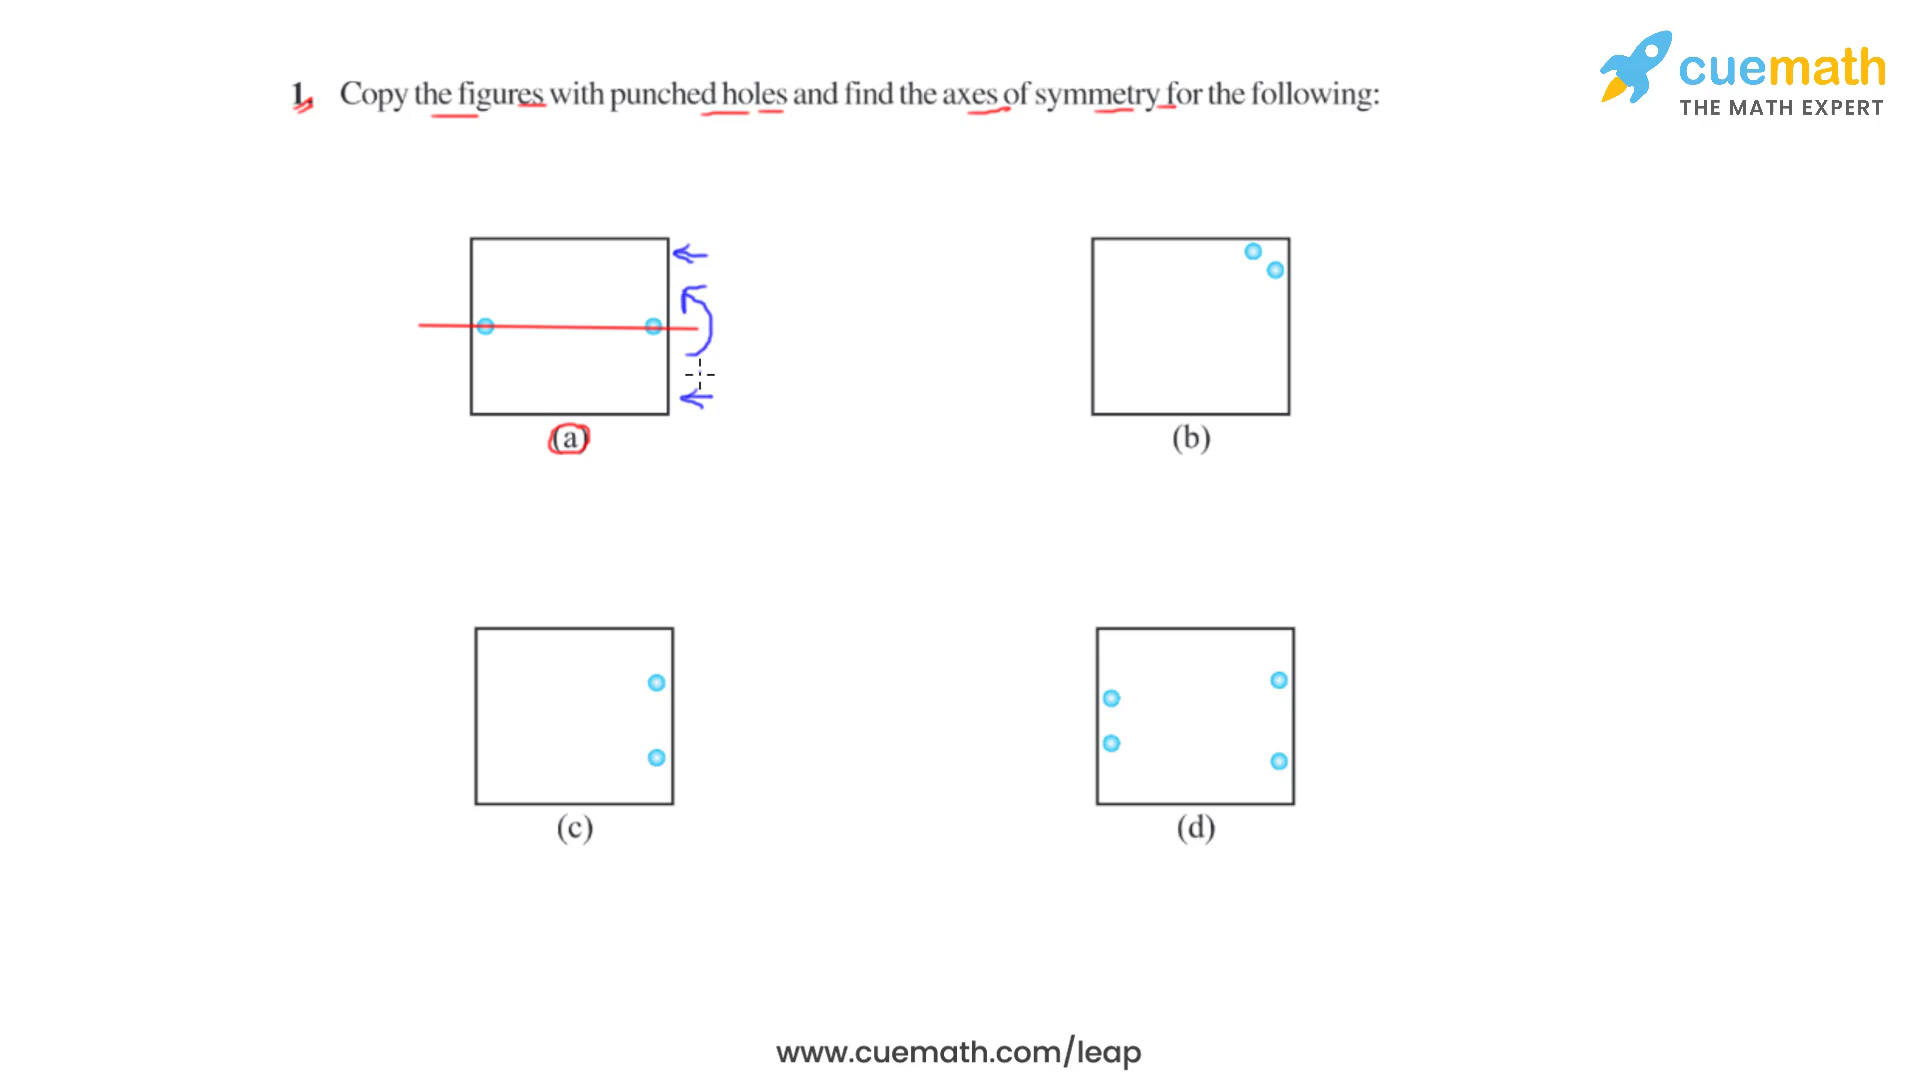 cuemath
THE MATH EXPERT
1. Copy the figures with punched holes and find the axes of symmetry for the following:
(a)
(b)
(c)
(d)
www.cuemath.com/leap